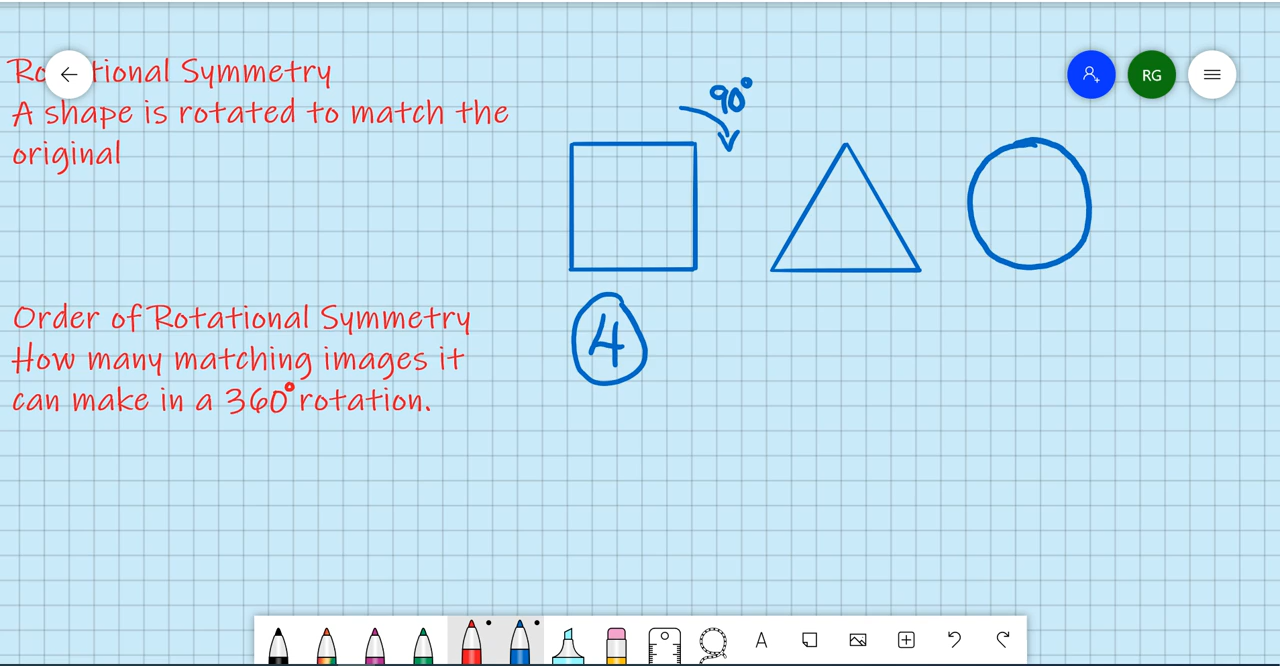 Rotational Symmetry
A shape is rotated to match the
original
90°
Order of Rotational Symmetry
How many matching images it
can make in a 360° rotation.
4
RG
A